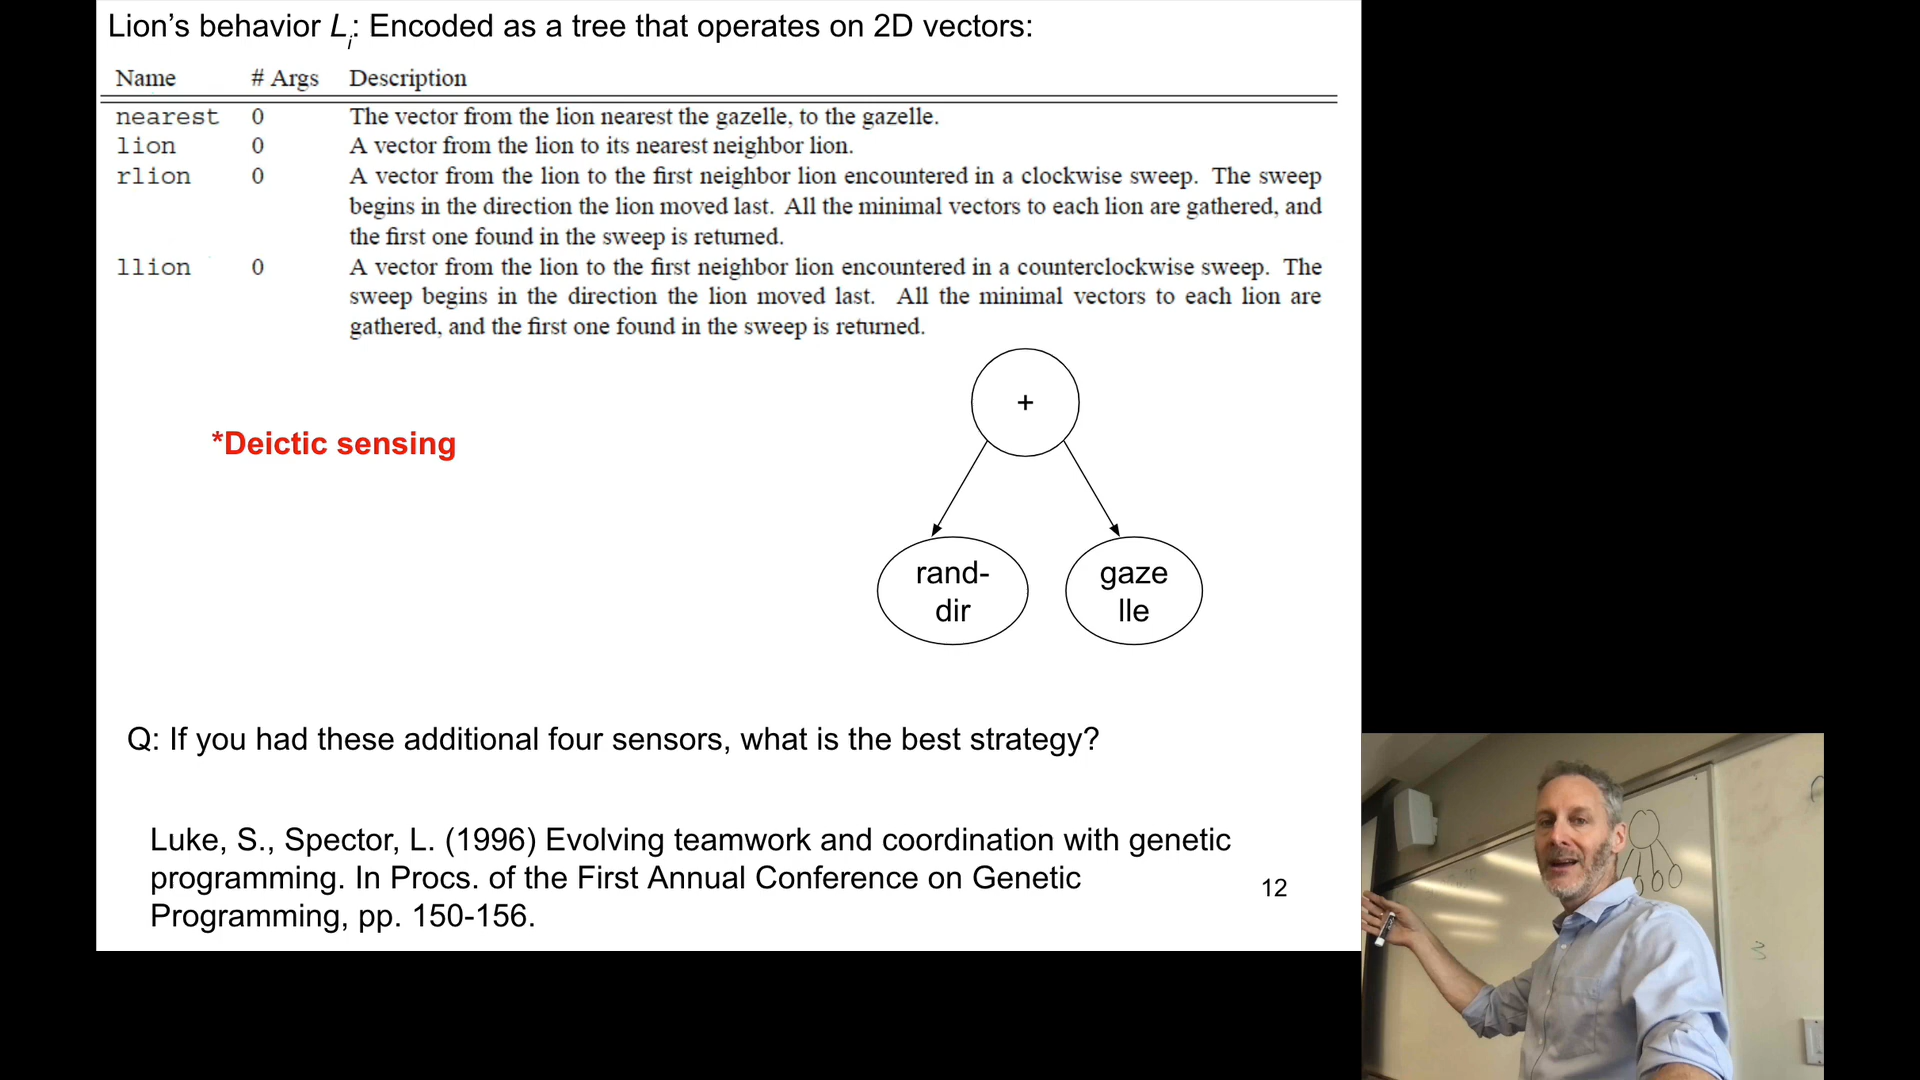 Lion’s behavior Li: Encoded as a tree that operates on 2D vectors:
Name # Args Description
nearest 0 The vector from the lion nearest the gazelle, to the gazelle.
lion 0 A vector from the lion to its nearest neighbor lion.
rlion 0 A vector from the lion to the first neighbor lion encountered in a clockwise sweep. The sweep
begins in the direction the lion moved last. All the minimal vectors to each lion are gathered, and
the first one found in the sweep is returned.
llion 0 A vector from the lion to the first neighbor lion encountered in a counterclockwise sweep. The
sweep begins in the direction the lion moved last. All the minimal vectors to each lion are
gathered, and the first one found in the sweep is returned.
+
*Deictic sensing
rand-
dir
gaze
lle
Q: If you had these additional four sensors, what is the best strategy?
Luke, S., Spector, L. (1996) Evolving teamwork and coordination with genetic
programming. In Procs. of the First Annual Conference on Genetic
Programming, pp. 150-156.
12